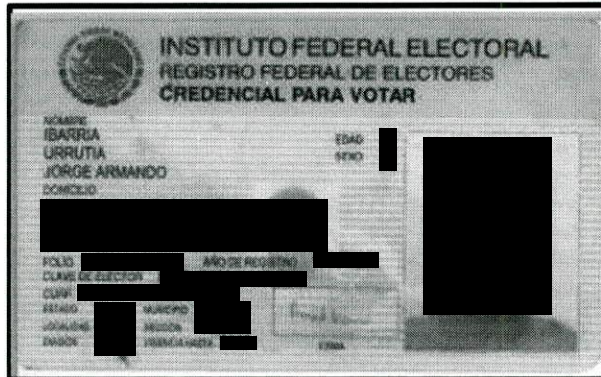 INSTITUTO FEDERAL ELECTORAL
REGISTRO FEDERAL DE ELECTORES
CREDENCIAL PARA VOTAR
NOMBRE
IBARRIA
URRUTIA
JORGE ARMANDO
EDAD
SEXO
DOMICILIO
FOLIO AÑO DE REGISTRO
CLAVE DE ELECTOR
CURP
ESTADO MUNICIPIO
LOCALIDAD SECCIÓN
EMISIÓN VIGENCIA HASTA
FIRMA